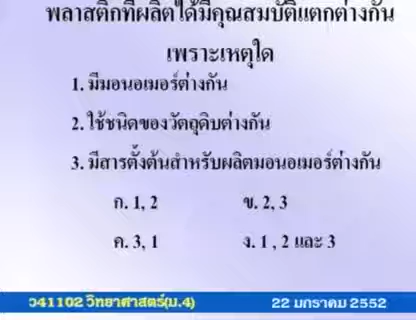 พลาสติกที่ผลิตได้มีคุณสมบัติแตกต่างกัน
เพราะเหตุใด
1. มีมอนอเมอร์ต่างกัน
2. ใช้ชนิดของวัตถุดิบต่างกัน
3. มีสารตั้งต้นสำหรับผลิตมอนอเมอร์ต่างกัน
ก. 1, 2 ข. 2, 3
ค. 3, 1 ง. 1 , 2 และ 3
ว41102 วิทยาศาสตร์(ม.4) 22 มกราคม 2552